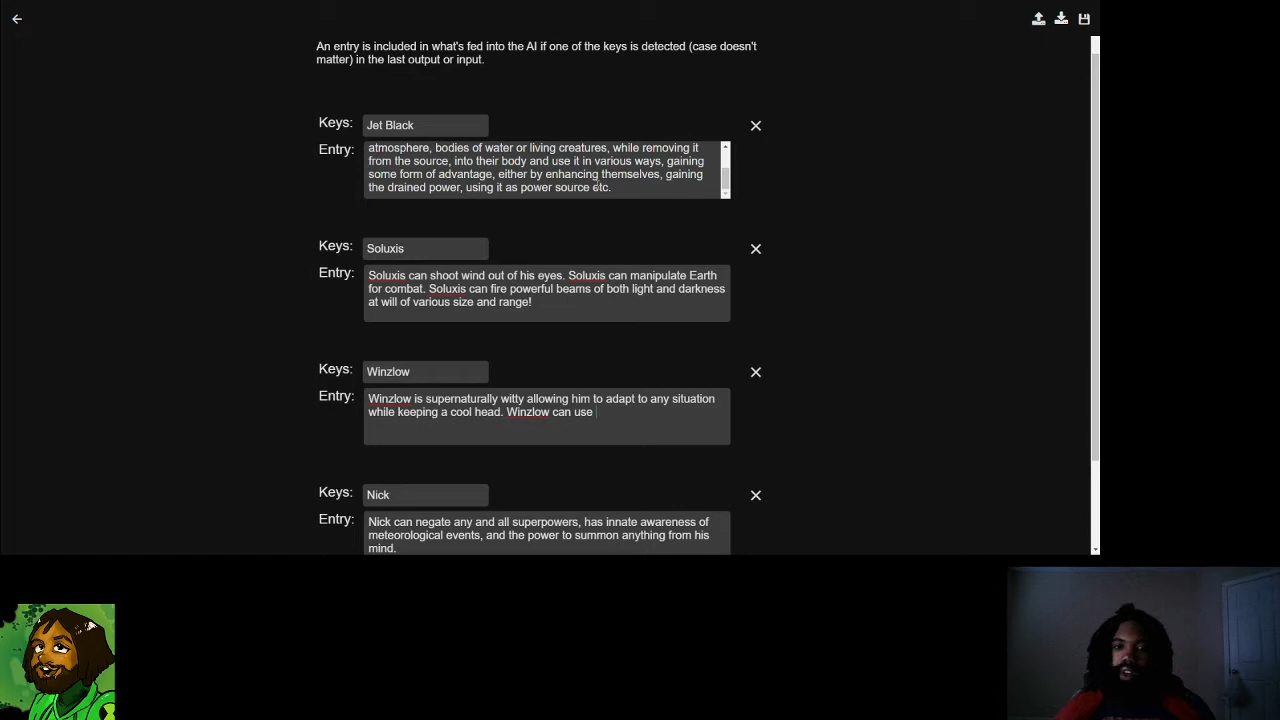 An entry is included in what's fed into the AI if one of the keys is detected (case doesn't
matter) in the last output or input.
Keys: Jet Black
Entry: atmosphere, bodies of water or living creatures, while removing it
from the source, into their body and use it in various ways, gaining
some form of advantage, either by enhancing themselves, gaining
the drained power, using it as power source etc.
Keys: Soluxis
Entry: Soluxis can shoot wind out of his eyes. Soluxis can manipulate Earth
for combat. Soluxis can fire powerful beams of both light and darkness
at will of various size and range!
Keys: Winzlow
Entry: Winzlow is supernaturally witty allowing him to adapt to any situation
while keeping a cool head. Winzlow can use
Keys: Nick
Entry: Nick can negate any and all superpowers, has innate awareness of
meteorological events, and the power to summon anything from his
mind.